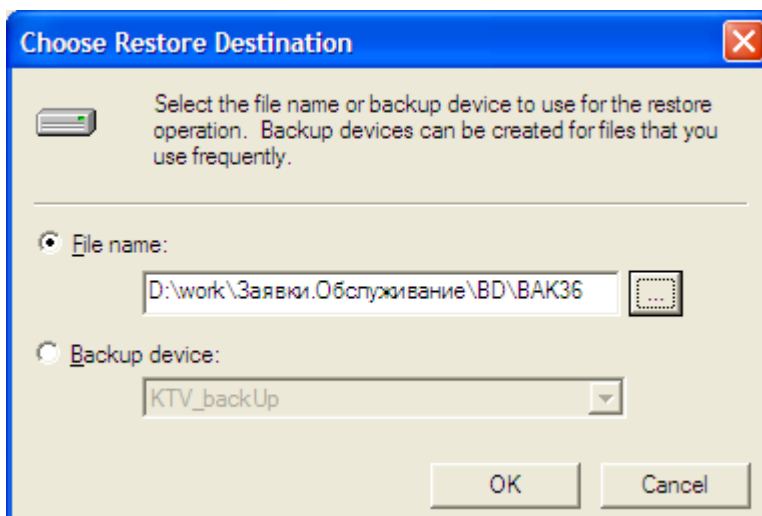 Choose Restore Destination
Select the file name or backup device to use for the restore
operation. Backup devices can be created for files that you
use frequently.
File name:
D:\work\Заявки.Обслуживание\BD\BAK36
...
Backup device:
KTV_backUp
OK Cancel